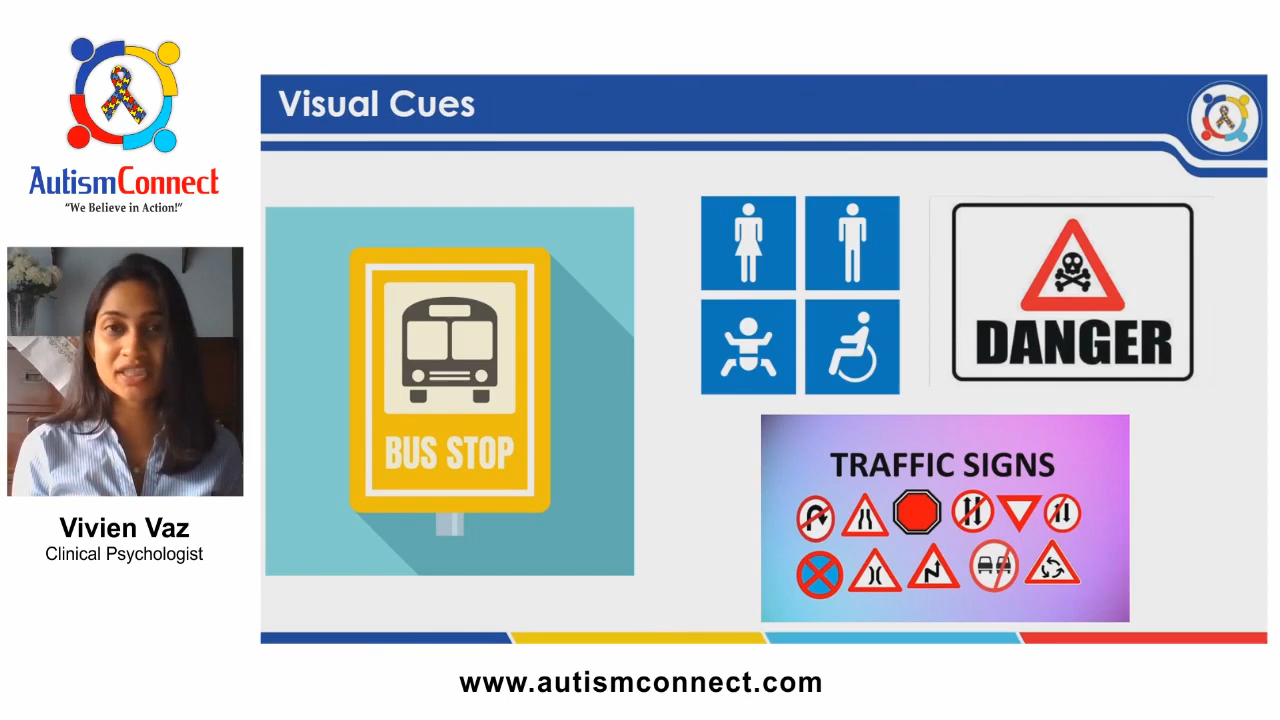 AutismConnect
“We Believe in Action!”
Vivien Vaz
Clinical Psychologist
Visual Cues
BUS STOP
DANGER
TRAFFIC SIGNS
www.autismconnect.com